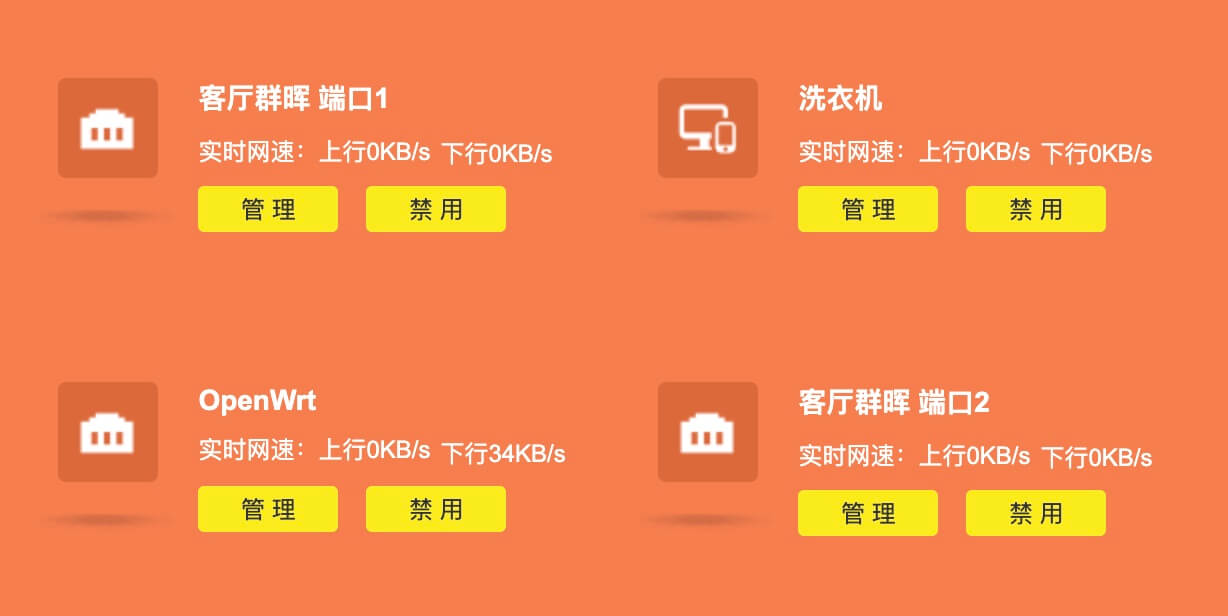 客厅群晖 端口1
实时网速：上行0KB/s 下行0KB/s
管 理 禁 用
洗衣机
实时网速：上行0KB/s 下行0KB/s
管 理 禁 用
OpenWrt
实时网速：上行0KB/s 下行34KB/s
管 理 禁 用
客厅群晖 端口2
实时网速：上行0KB/s 下行0KB/s
管 理 禁 用